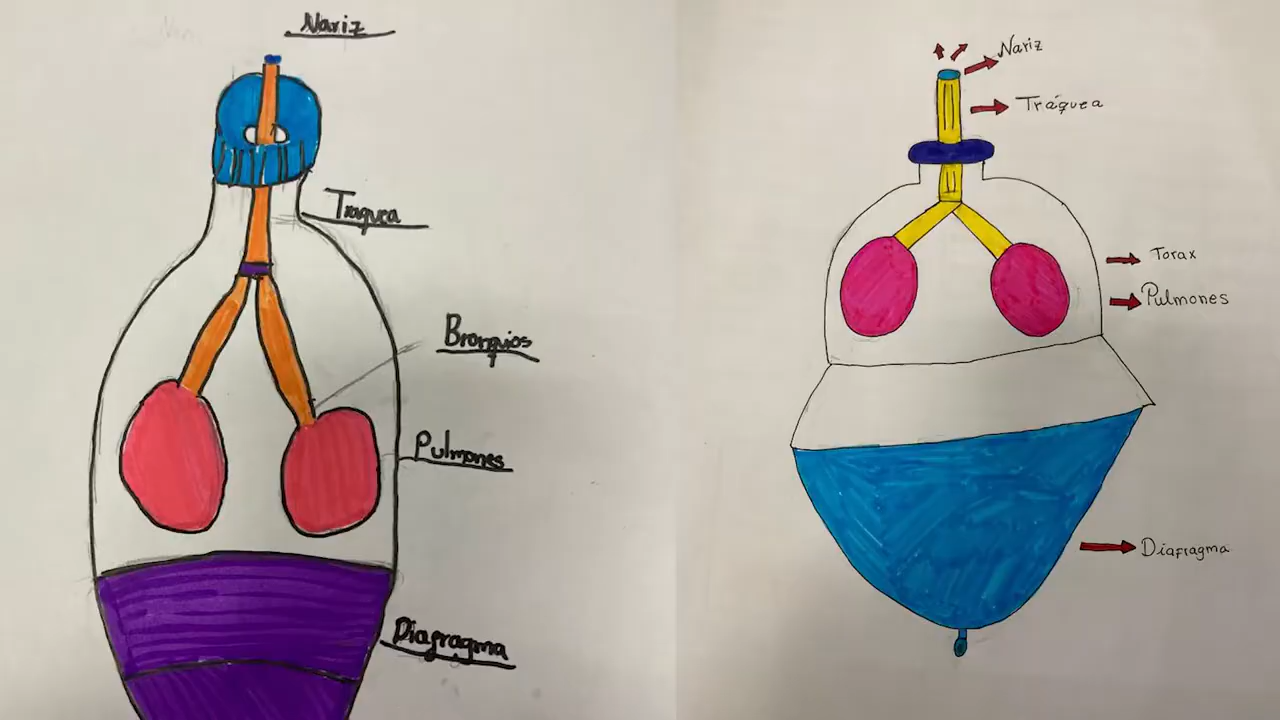 Nariz
Traquea
Bronquios
Pulmones
Diafragma
Nariz
Tráquea
Torax
Pulmones
Diafragma